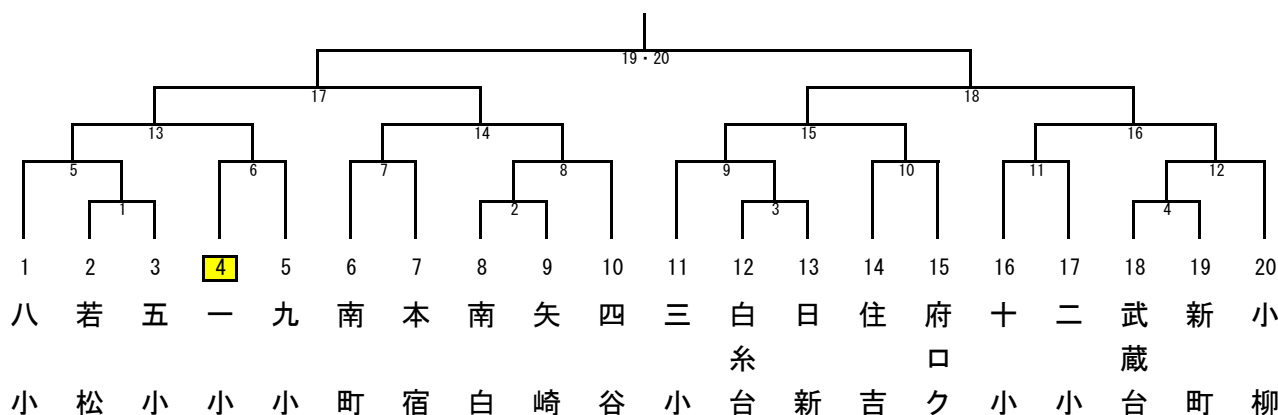 19・20
17 18
13 14 15 16
5 6 7 8 9 10 11 12
1 2 3 4
1 2 3 4 5 6 7 8 9 10 11 12 13 14 15 16 17 18 19 20
八小
若松
五小
一小
九小
南町
本宿
南白
矢崎
四谷
三小
白糸台
日新
住吉
府ロク
十小
二小
武蔵台
新町
小柳